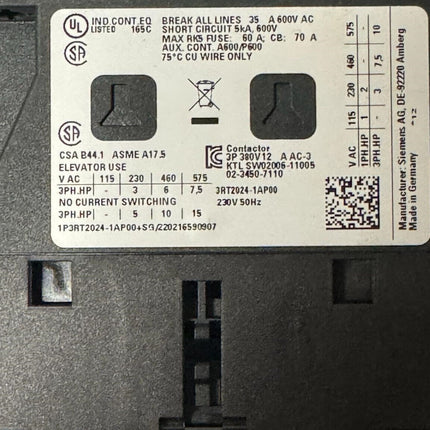 UL IND.CONT.EQ
LISTED 165C
BREAK ALL LINES 35 A 600V AC
SHORT CIRCUIT 5kA, 600V
MAX RK5 FUSE: 60 A; CB: 70 A
AUX. CONT. A600/P600
75°C CU WIRE ONLY
SA
SA
CSA B44.1 ASME A17.5
ELEVATOR USE
V AC | 115 | 230 | 460 | 575
3PH.HP | - | 3 | 6 | 7,5
NO CURRENT SWITCHING
3PH.HP | - | 5 | 10 | 15
1P3RT2024-1AP00+SG/220216590907
Contactor
3P 380V 12 A AC-3
KTL SW02006-11005
02-3450-7110
3RT2024-1AP00
230V 50Hz
V AC | 115 | 230 | 460 | 575
1PH.HP | 1 | 2 | - | -
3PH.HP | - | - | 7,5 | 10
-12
Manufacturer: Siemens AG, DE-92220 Amberg
Made in Germany